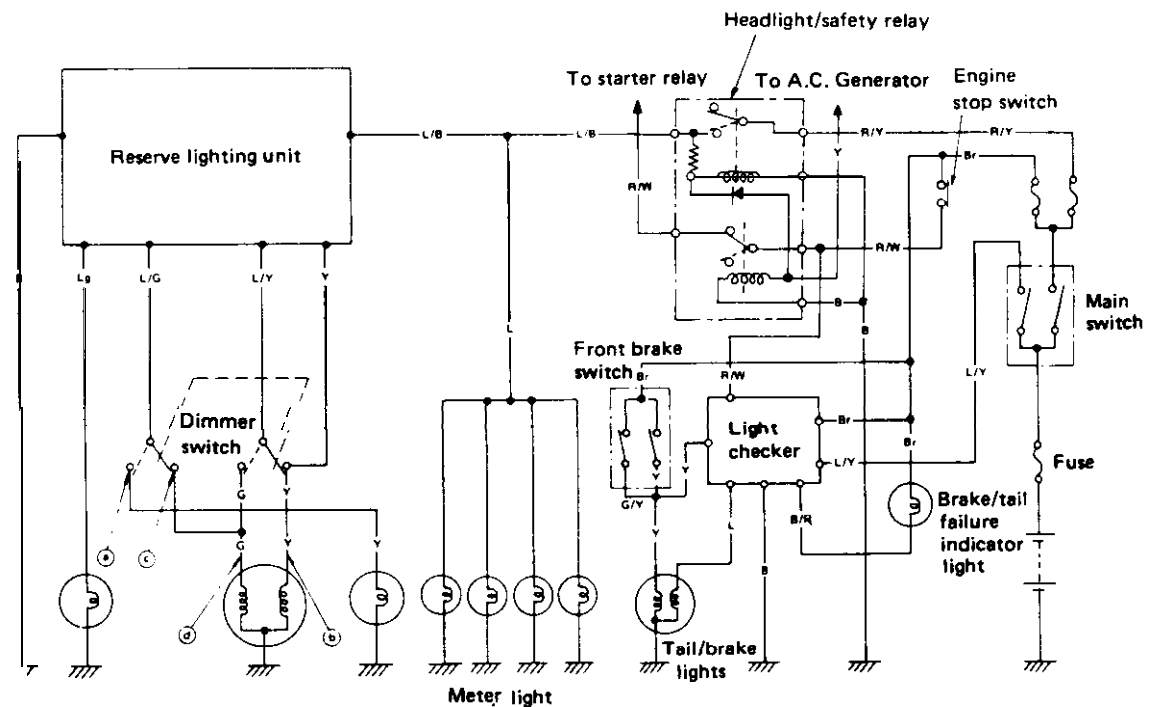 Headlight/safety relay
To starter relay
To A.C. Generator
Engine
stop switch
Reserve lighting unit
L/B
L/B
R/Y
R/Y
Y
Br
R/W
R/W
B
Lg
L/G
L/Y
Y
L
B
B
Main
switch
Front brake
switch
Br
R/W
L/Y
Dimmer
switch
Light
checker
Br
Br
L/Y
Fuse
G
Y
Y
G/Y
Y
L
B
B/R
Brake/tail
failure
indicator
light
G
Y
Y
Y
c
d
b
Tail/brake
lights
Meter light